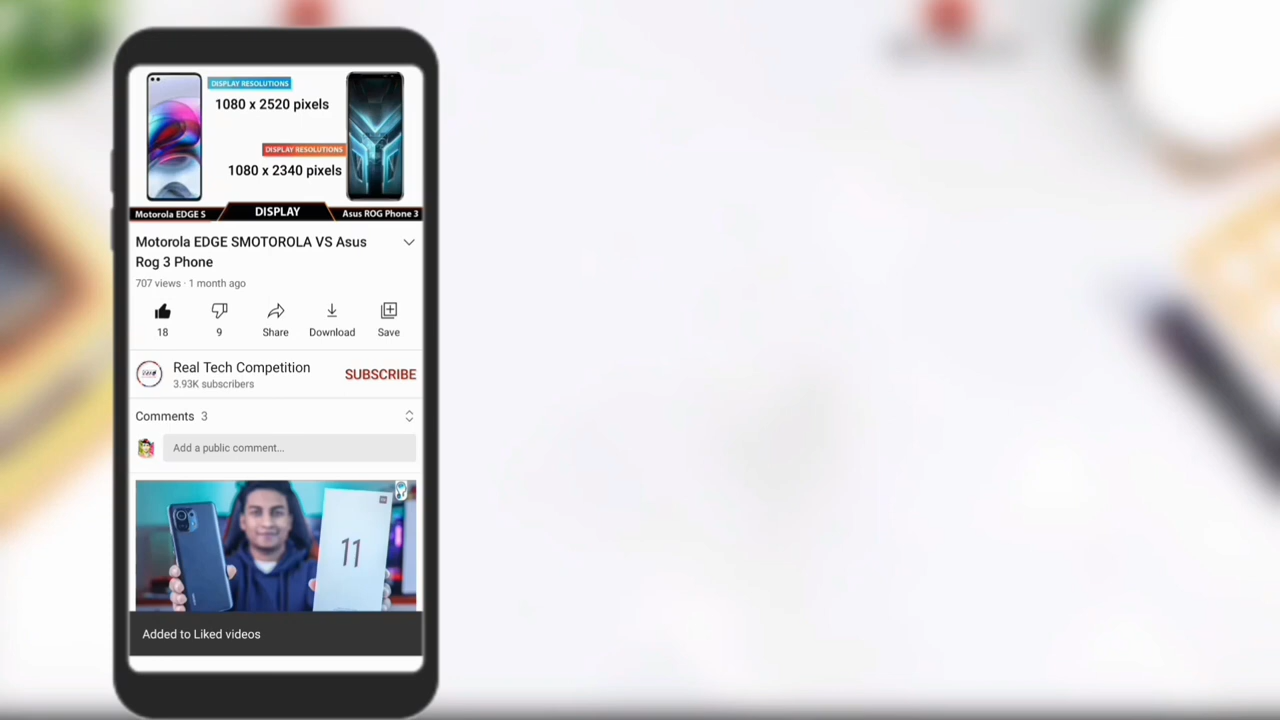 DISPLAY RESOLUTIONS
1080 x 2520 pixels
DISPLAY RESOLUTIONS
1080 x 2340 pixels
Motorola EDGE S
DISPLAY
Asus ROG Phone 3
Motorola EDGE SMOTOROLA VS Asus
Rog 3 Phone
707 views · 1 month ago
18
9
Share
Download
Save
Real Tech Competition
SUBSCRIBE
3.93K subscribers
Comments 3
Add a public comment...
11
Added to Liked videos